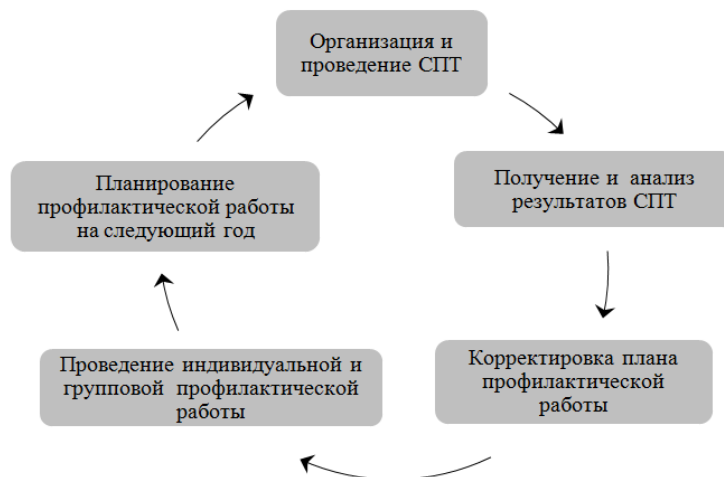 Организация и
проведение СПТ
Получение и анализ
результатов СПТ
Корректировка плана
профилактической
работы
Проведение индивидуальной и
групповой профилактической
работы
Планирование
профилактической работы
на следующий год